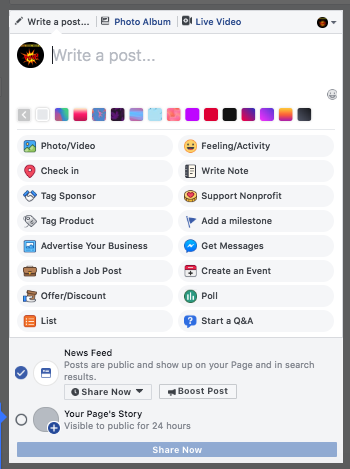 Write a post... Photo Album Live Video
Write a post...
Photo/Video Feeling/Activity
Check in Write Note
Tag Sponsor Support Nonprofit
Tag Product Add a milestone
Advertise Your Business Get Messages
Publish a Job Post Create an Event
Offer/Discount Poll
List Start a Q&A
News Feed
Posts are public and show up on your Page and in search
results.
Share Now Boost Post
Your Page's Story
Visible to public for 24 hours
Share Now